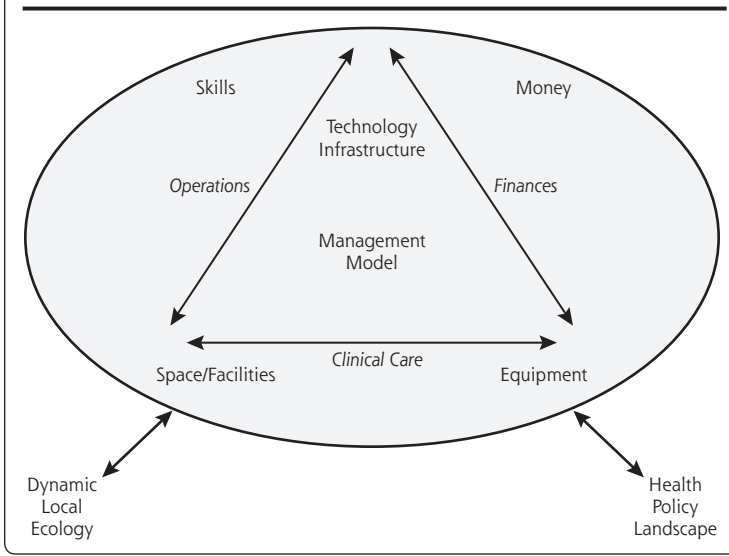 Skills
Money
Technology
Infrastructure
Operations
Finances
Management
Model
Clinical Care
Space/Facilities
Equipment
Dynamic
Local
Ecology
Health
Policy
Landscape